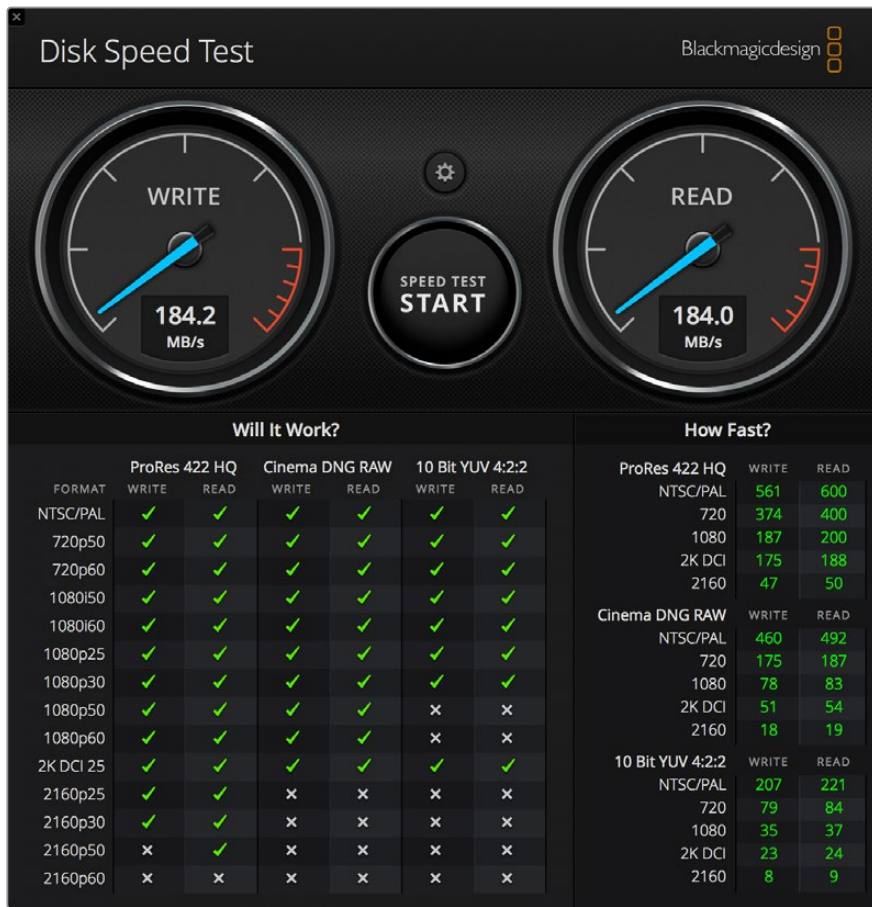 Disk Speed Test
Blackmagicdesign
WRITE
184.2
MB/s
SPEED TEST
START
READ
184.0
MB/s
Will It Work?
ProRes 422 HQ Cinema DNG RAW 10 Bit YUV 4:2:2
FORMAT WRITE READ WRITE READ WRITE READ
NTSC/PAL ✓ ✓ ✓ ✓ ✓ ✓
720p50 ✓ ✓ ✓ ✓ ✓ ✓
720p60 ✓ ✓ ✓ ✓ ✓ ✓
1080i50 ✓ ✓ ✓ ✓ ✓ ✓
1080i60 ✓ ✓ ✓ ✓ ✓ ✓
1080p25 ✓ ✓ ✓ ✓ ✓ ✓
1080p30 ✓ ✓ ✓ ✓ ✓ ✓
1080p50 ✓ ✓ ✓ ✓ × ×
1080p60 ✓ ✓ ✓ ✓ × ×
2K DCI 25 ✓ ✓ ✓ ✓ ✓ ✓
2160p25 ✓ ✓ × × × ×
2160p30 ✓ ✓ × × × ×
2160p50 × ✓ × × × ×
2160p60 × × × × × ×
How Fast?
ProRes 422 HQ WRITE READ
NTSC/PAL 561 600
720 374 400
1080 187 200
2K DCI 175 188
2160 47 50
Cinema DNG RAW WRITE READ
NTSC/PAL 460 492
720 175 187
1080 78 83
2K DCI 51 54
2160 18 19
10 Bit YUV 4:2:2 WRITE READ
NTSC/PAL 207 221
720 79 84
1080 35 37
2K DCI 23 24
2160 8 9